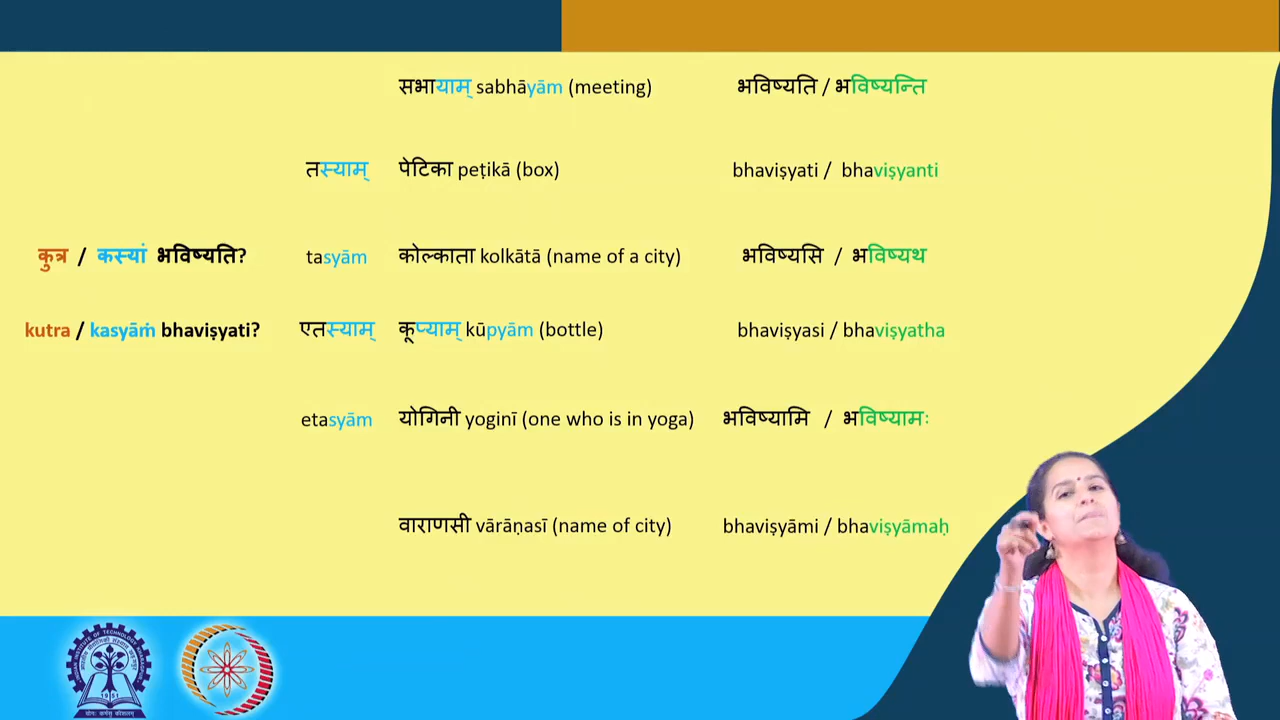 सभायाम् sabhāyām (meeting) भविष्यति / भविष्यन्ति
तस्याम् पेटिका peṭikā (box) bhaviṣyati / bhaviṣyanti
कुत्र / कस्यां भविष्यति? tasyām कोल्काता kolkātā (name of a city) भविष्यसि / भविष्यथ
kutra / kasyāṁ bhaviṣyati? एतस्याम् कूप्याम् kūpyām (bottle) bhaviṣyasi / bhaviṣyatha
etasyām योगिनी yoginī (one who is in yoga) भविष्यामि / भविष्यामः
वाराणसी vārāṇasī (name of city) bhaviṣyāmi / bhaviṣyāmaḥ
1951